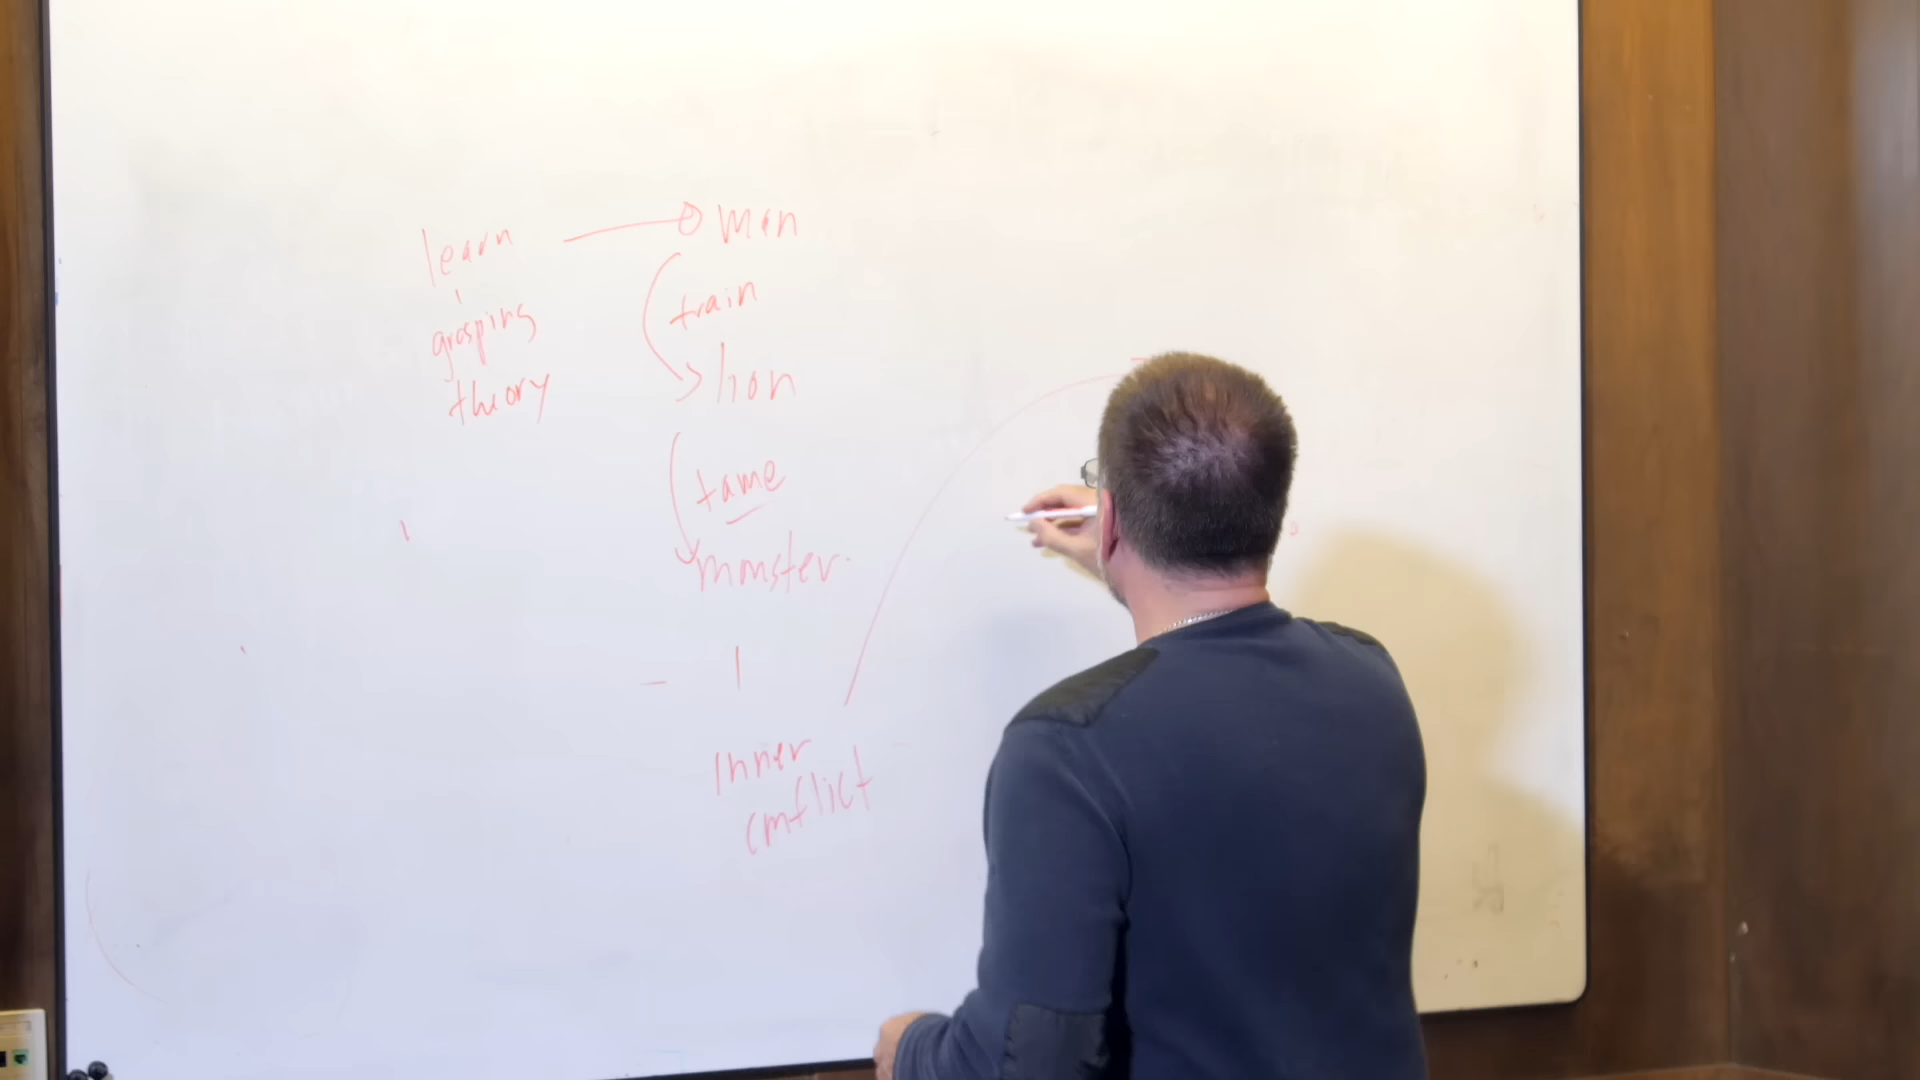 learn
grasping
theory
man
train
lion
tame
monster
inner
conflict